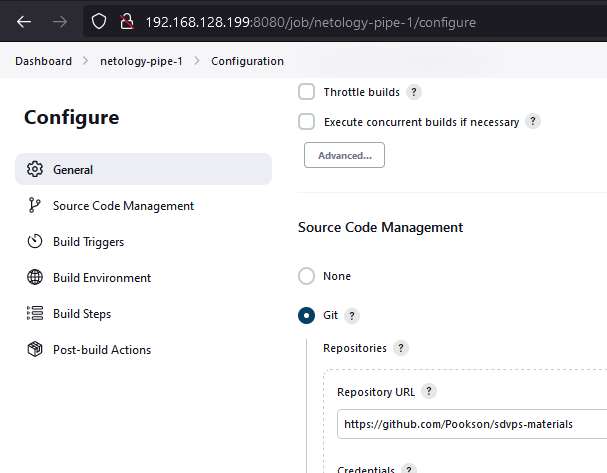 192.168.128.199:8080/job/netology-pipe-1/configure
Dashboard > netology-pipe-1 > Configuration
Configure
General
Source Code Management
Build Triggers
Build Environment
Build Steps
Post-build Actions
Throttle builds ?
Execute concurrent builds if necessary ?
Advanced...
Source Code Management
None
Git ?
Repositories ?
Repository URL ?
https://github.com/Pookson/sdvps-materials
Credentials ?